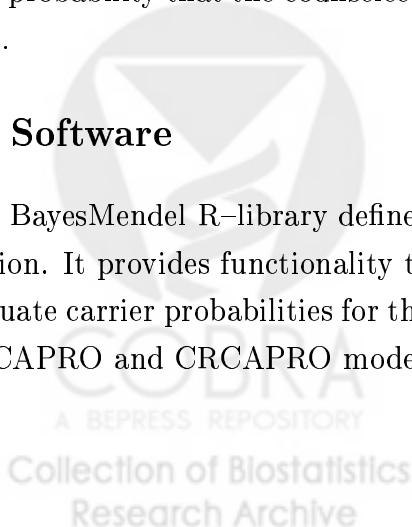 probability that the counselee
.
Software
BayesMendel R–library define
ion. It provides functionality t
uate carrier probabilities for th
CAPRO and CRCAPRO mode
COBRA
A BEPRESS REPOSITORY
Collection of Biostatistics
Research Archive